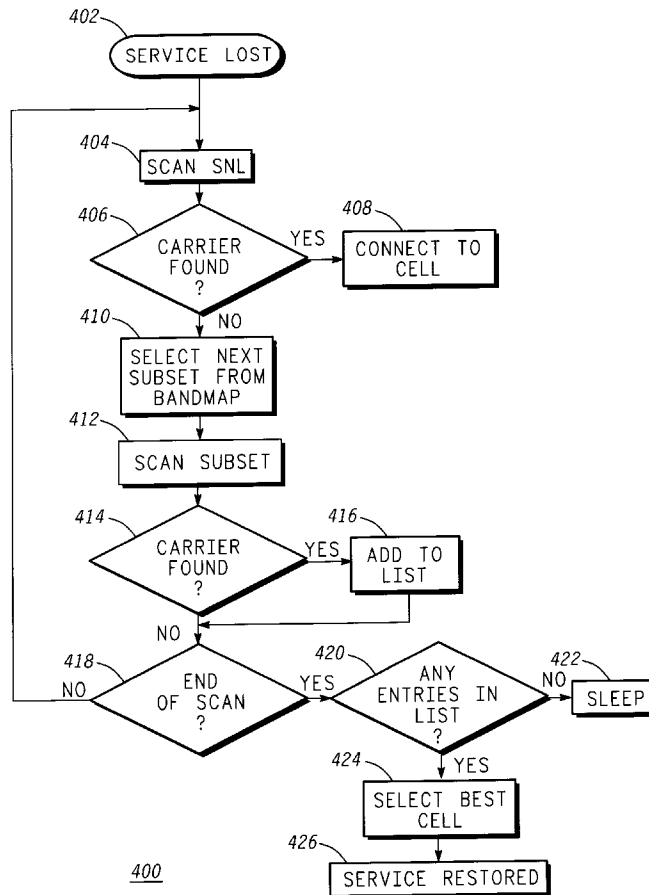 402
SERVICE LOST
404
SCAN SNL
406
CARRIER
FOUND
?
YES
408
CONNECT TO
CELL
NO
410
SELECT NEXT
SUBSET FROM
BANDMAP
412
SCAN SUBSET
414
CARRIER
FOUND
?
YES
416
ADD TO
LIST
NO
418
END
OF SCAN
?
NO
YES
420
ANY
ENTRIES IN
LIST
?
NO
422
SLEEP
YES
424
SELECT BEST
CELL
426
SERVICE RESTORED
400